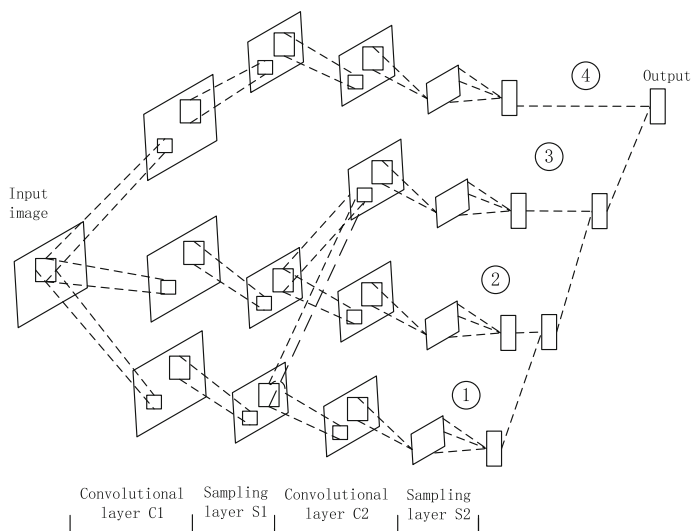 ④
Output
③
Input
image
②
①
Convolutional
layer C1
Sampling
layer S1
Convolutional
layer C2
Sampling
layer S2